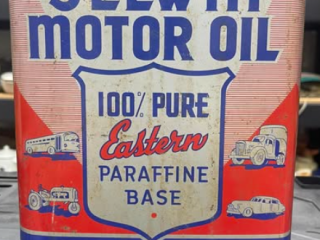 MOTOR OIL
100% PURE
Eastern
PARAFFINE
BASE